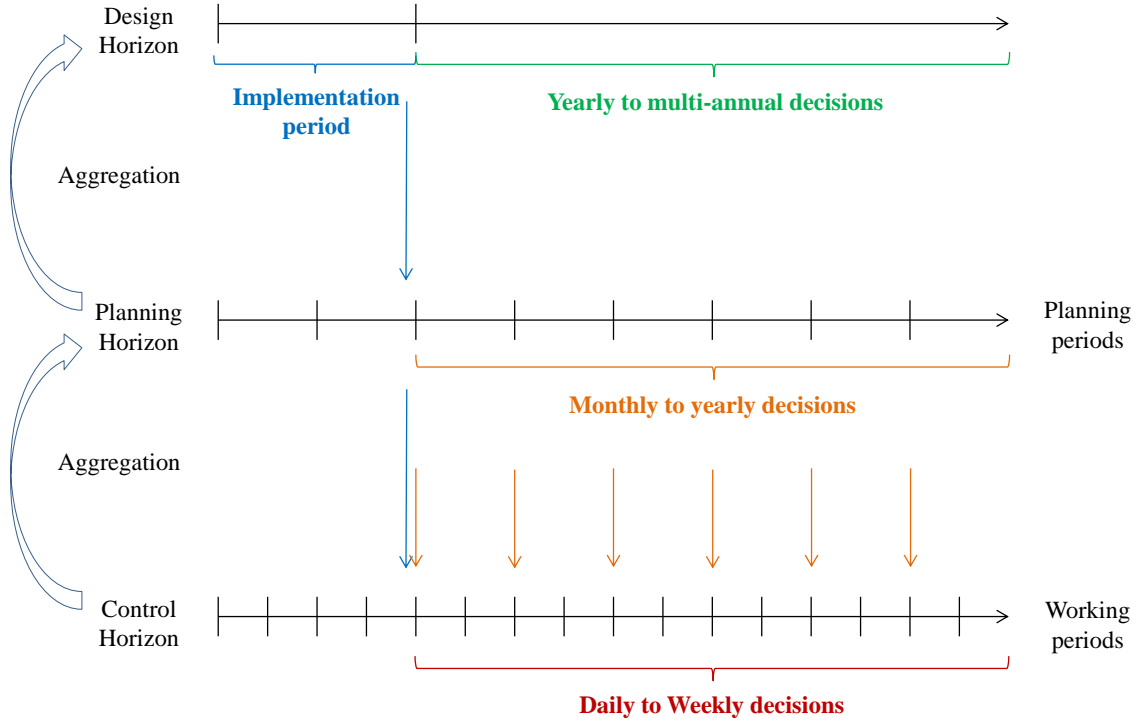 Design
Horizon
Implementation
period
Yearly to multi-annual decisions
Aggregation
Planning
Horizon
Planning
periods
Monthly to yearly decisions
Aggregation
Control
Horizon
Working
periods
Daily to Weekly decisions